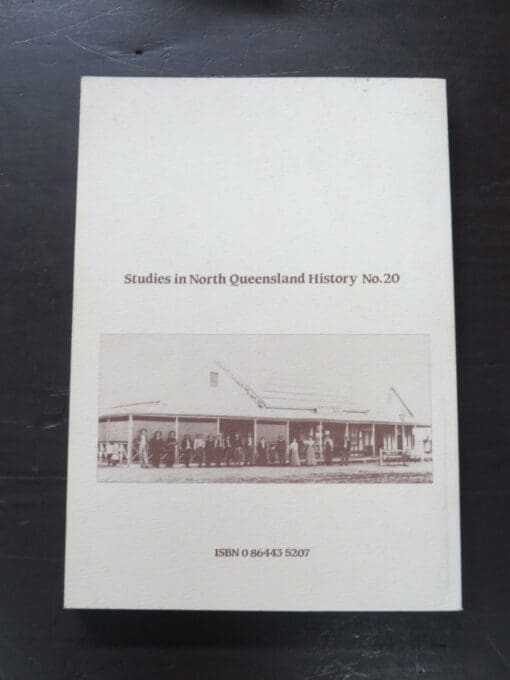 Studies in North Queensland History No.20
ISBN 0 86443 5207